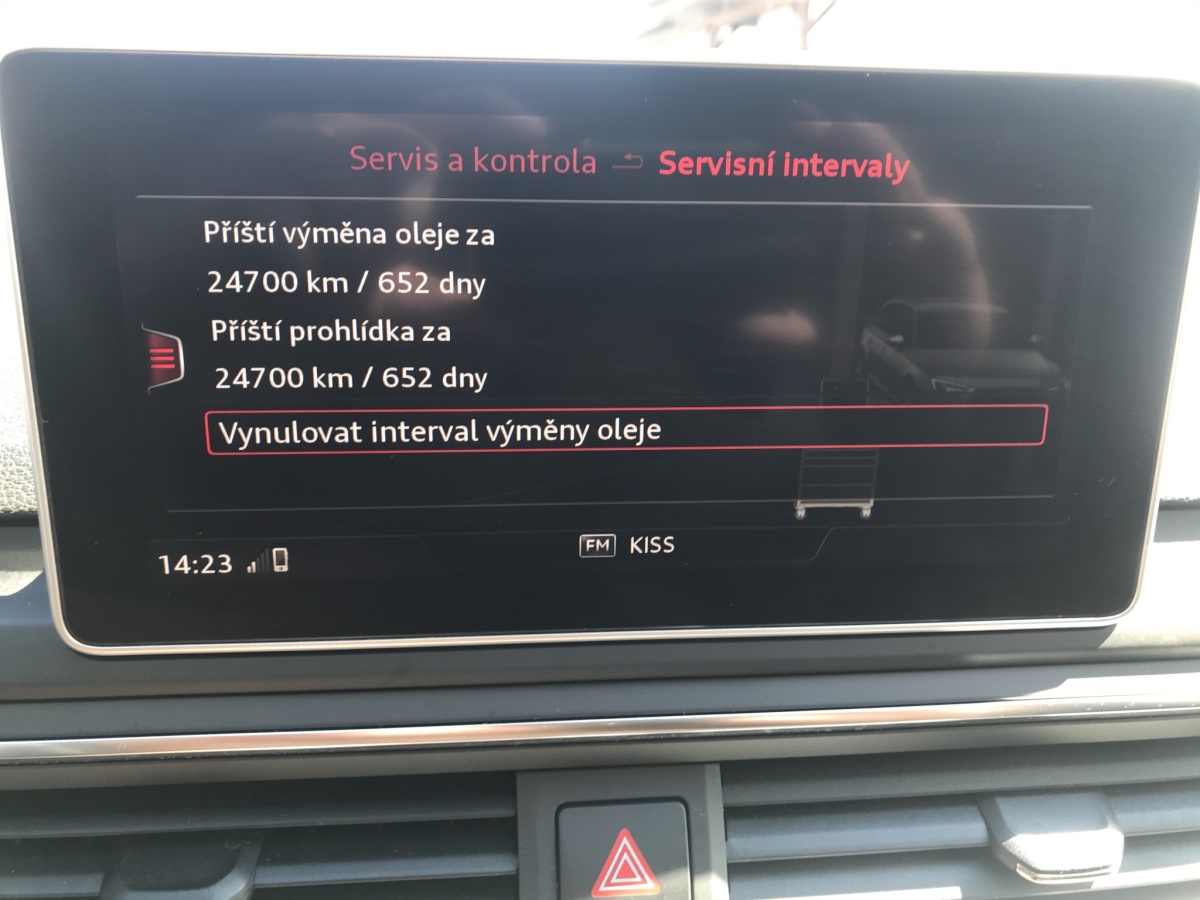 Servis a kontrola Servisní intervaly
Příští výměna oleje za
24700 km / 652 dny
Příští prohlídka za
24700 km / 652 dny
Vynulovat interval výměny oleje
14:23 FM KISS